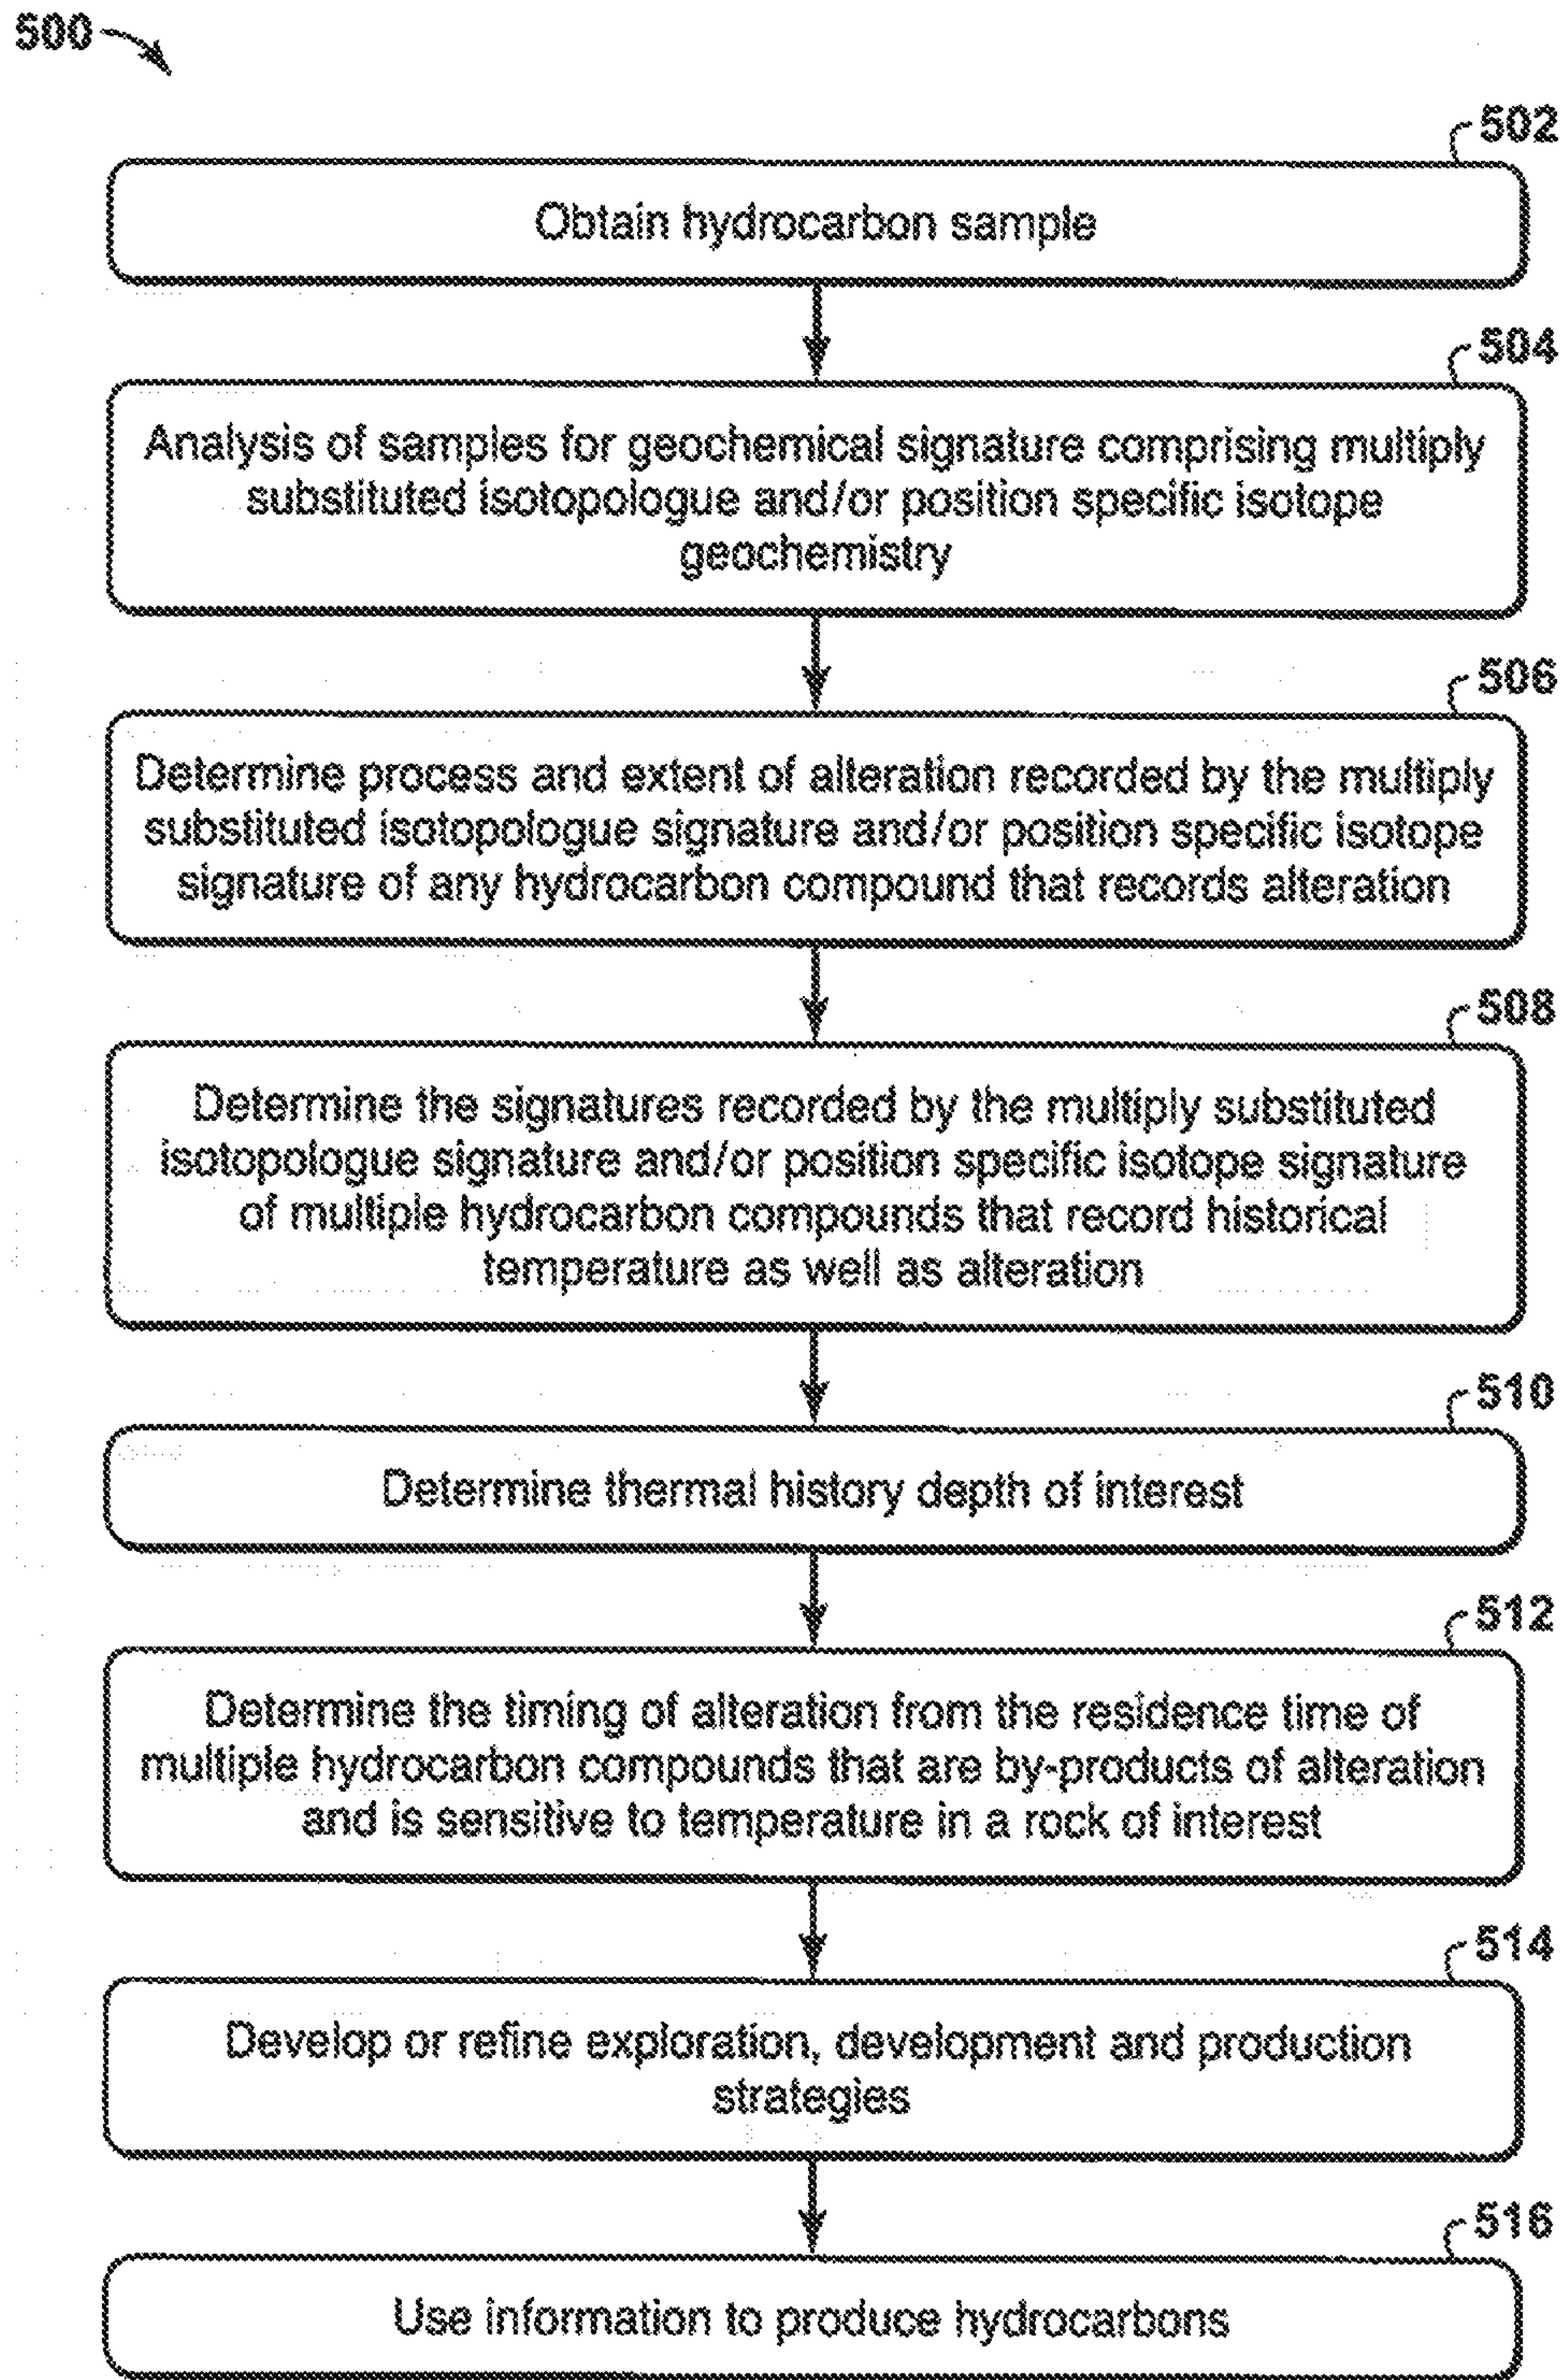 500
502
Obtain hydrocarbon sample
504
Analysis of samples for geochemical signature comprising multiply
substituted isotopologue and/or position specific isotope
geochemistry
506
Determine process and extent of alteration recorded by the multiply
substituted isotopologue signature and/or position specific isotope
signature of any hydrocarbon compound that records alteration
508
Determine the signatures recorded by the multiply substituted
isotopologue signature and/or position specific isotope signature
of multiple hydrocarbon compounds that record historical
temperature as well as alteration
510
Determine thermal history depth of interest
512
Determine the timing of alteration from the residence time of
multiple hydrocarbon compounds that are by-products of alteration
and is sensitive to temperature in a rock of interest
514
Develop or refine exploration, development and production
strategies
516
Use information to produce hydrocarbons